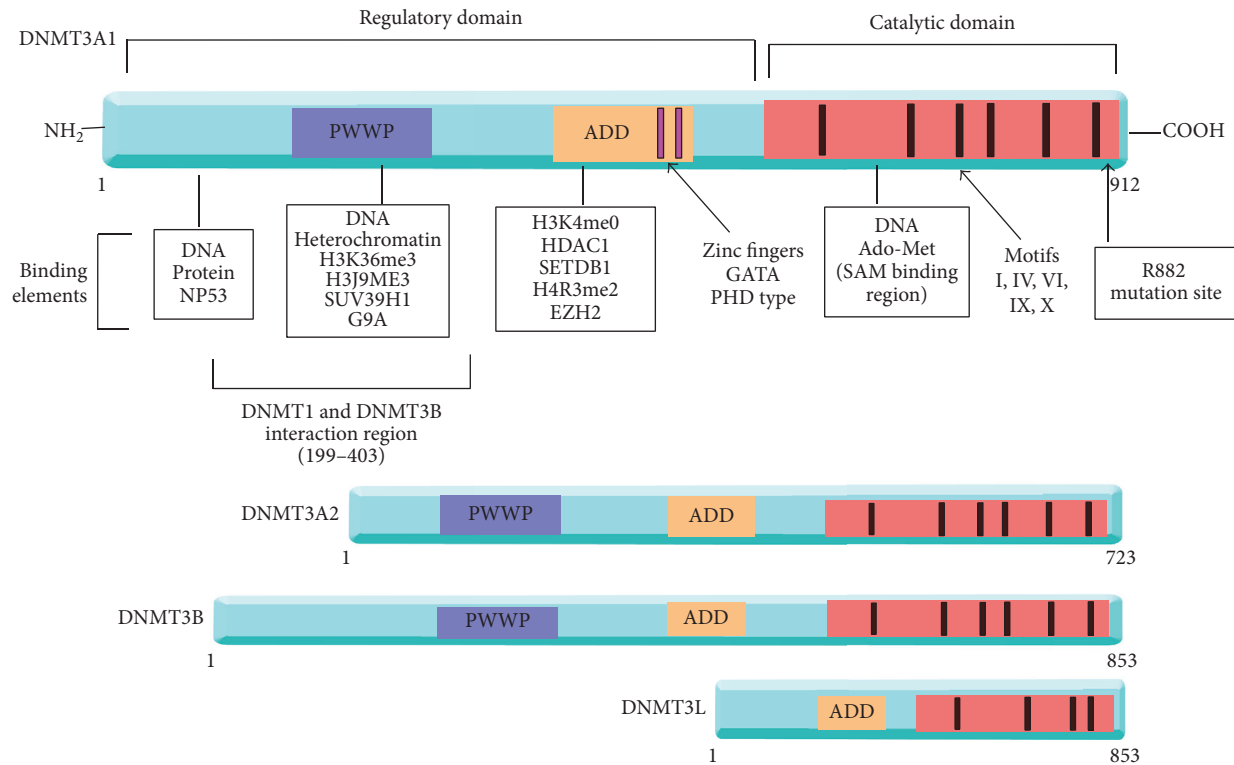 Regulatory domain
Catalytic domain
DNMT3A1
NH2
PWWP
ADD
COOH
1
912
Binding
elements
DNA
Protein
NP53
DNA
Heterochromatin
H3K36me3
H3J9ME3
SUV39H1
G9A
H3K4me0
HDAC1
SETDB1
H4R3me2
EZH2
Zinc fingers
GATA
PHD type
DNA
Ado-Met
(SAM binding
region)
Motifs
I, IV, VI,
IX, X
R882
mutation site
DNMT1 and DNMT3B
interaction region
(199–403)
DNMT3A2
PWWP
ADD
1
723
DNMT3B
PWWP
ADD
1
853
DNMT3L
ADD
1
853